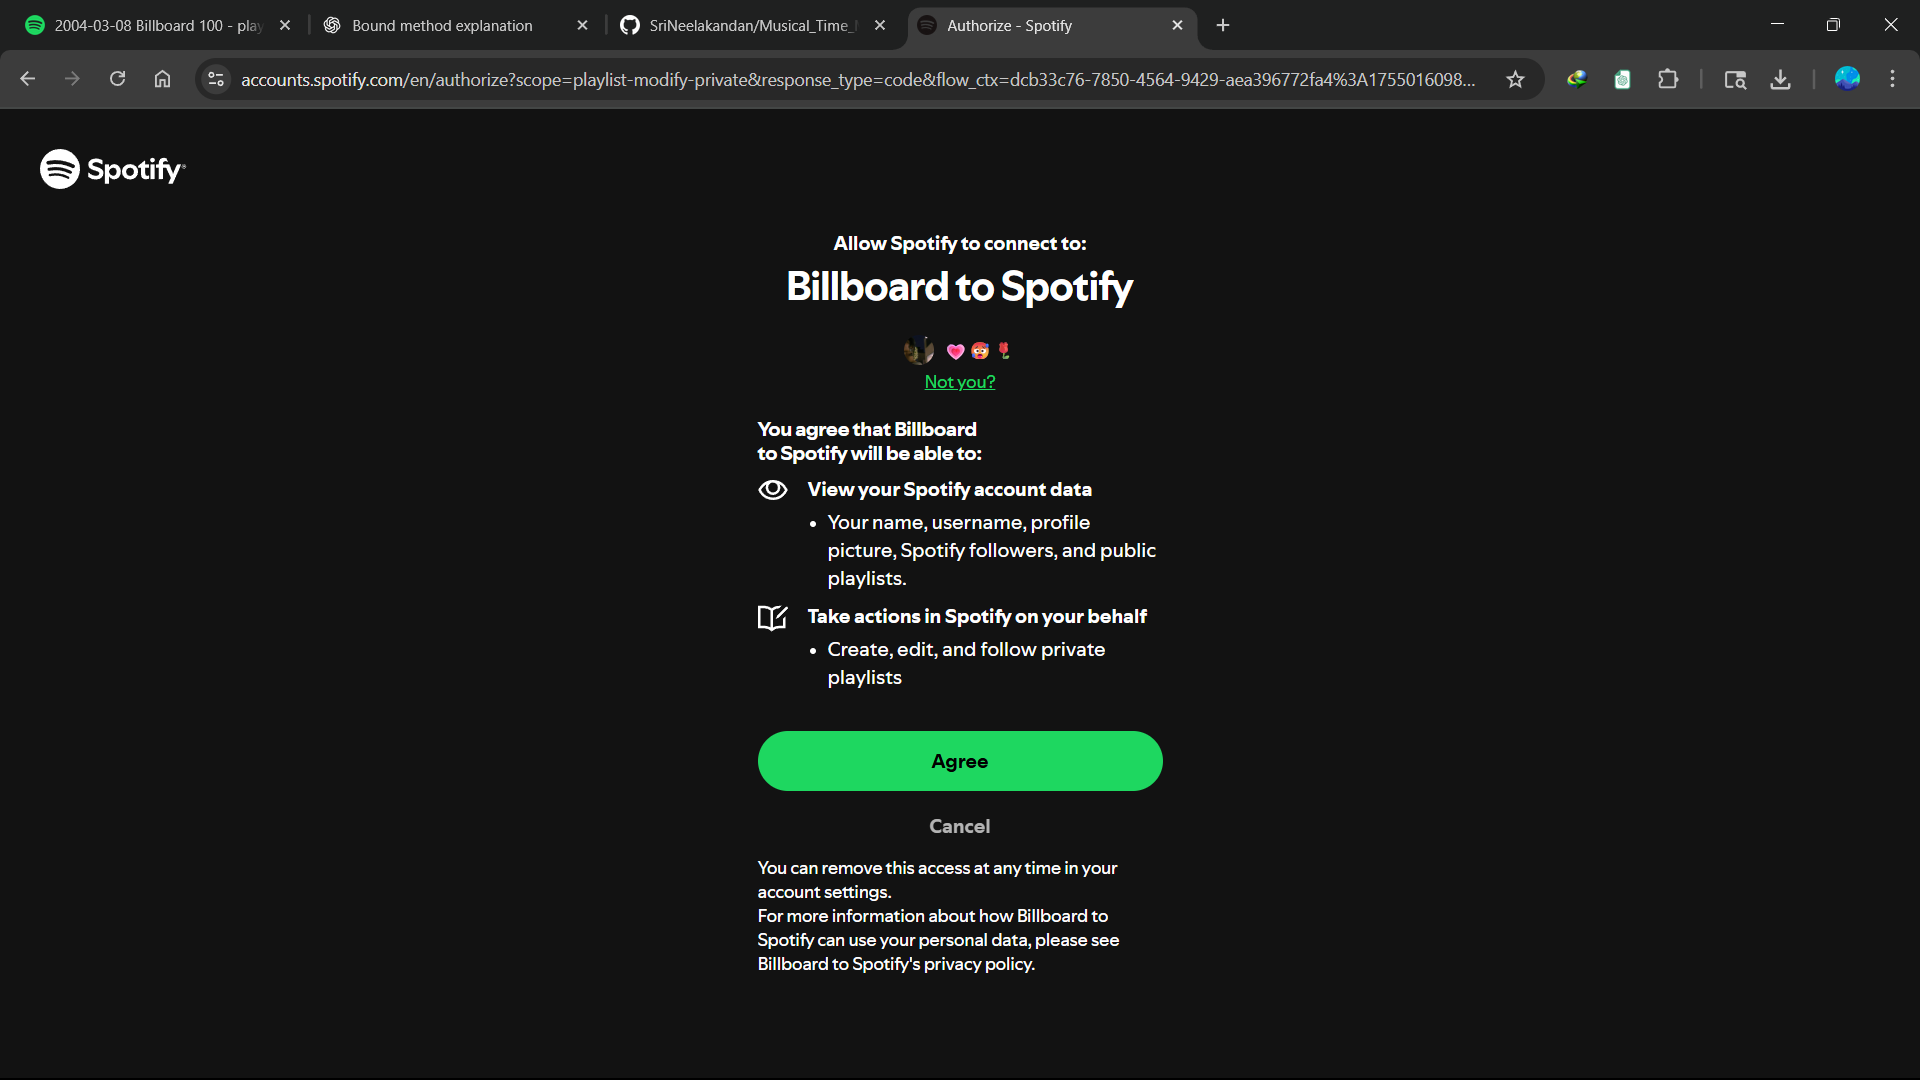 2004-03-08 Billboard 100 - play
Bound method explanation
SriNeelakandan/Musical_Time_
Authorize - Spotify
accounts.spotify.com/en/authorize?scope=playlist-modify-private&response_type=code&flow_ctx=dcb33c76-7850-4564-9429-aea396772fa4%3A1755016098...
Spotify
Allow Spotify to connect to:
Billboard to Spotify
💗🥵🌹
Not you?
You agree that Billboard
to Spotify will be able to:
View your Spotify account data
• Your name, username, profile
picture, Spotify followers, and public
playlists.
Take actions in Spotify on your behalf
• Create, edit, and follow private
playlists
Agree
Cancel
You can remove this access at any time in your
account settings.
For more information about how Billboard to
Spotify can use your personal data, please see
Billboard to Spotify's privacy policy.